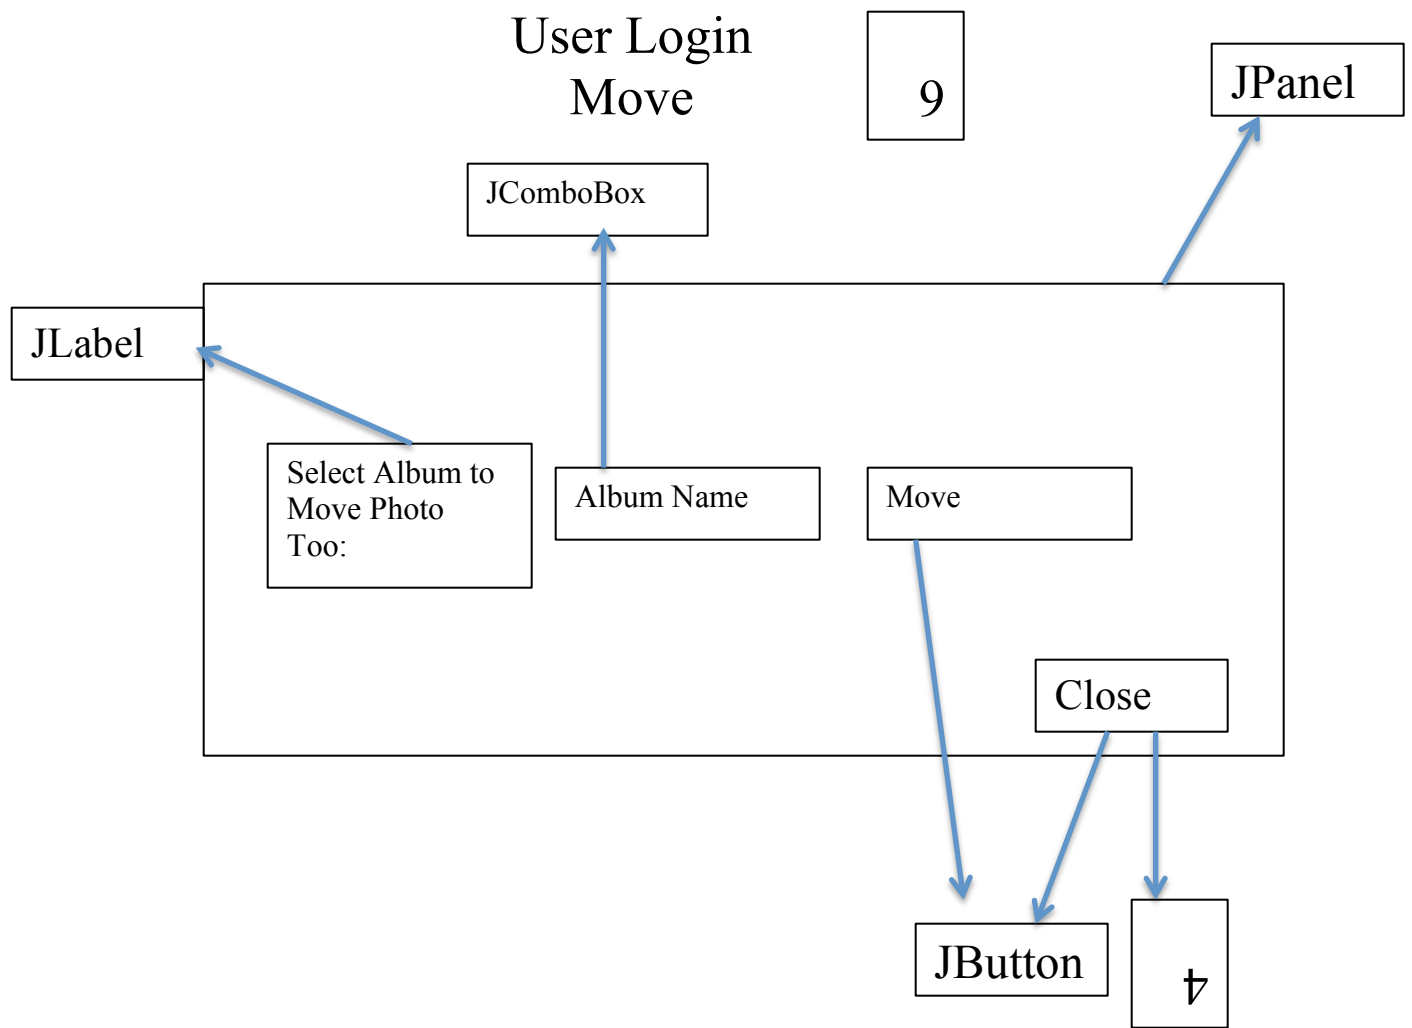 User Login
Move
9
JPanel
JComboBox
JLabel
Select Album to
Move Photo
Too:
Album Name
Move
Close
JButton
4